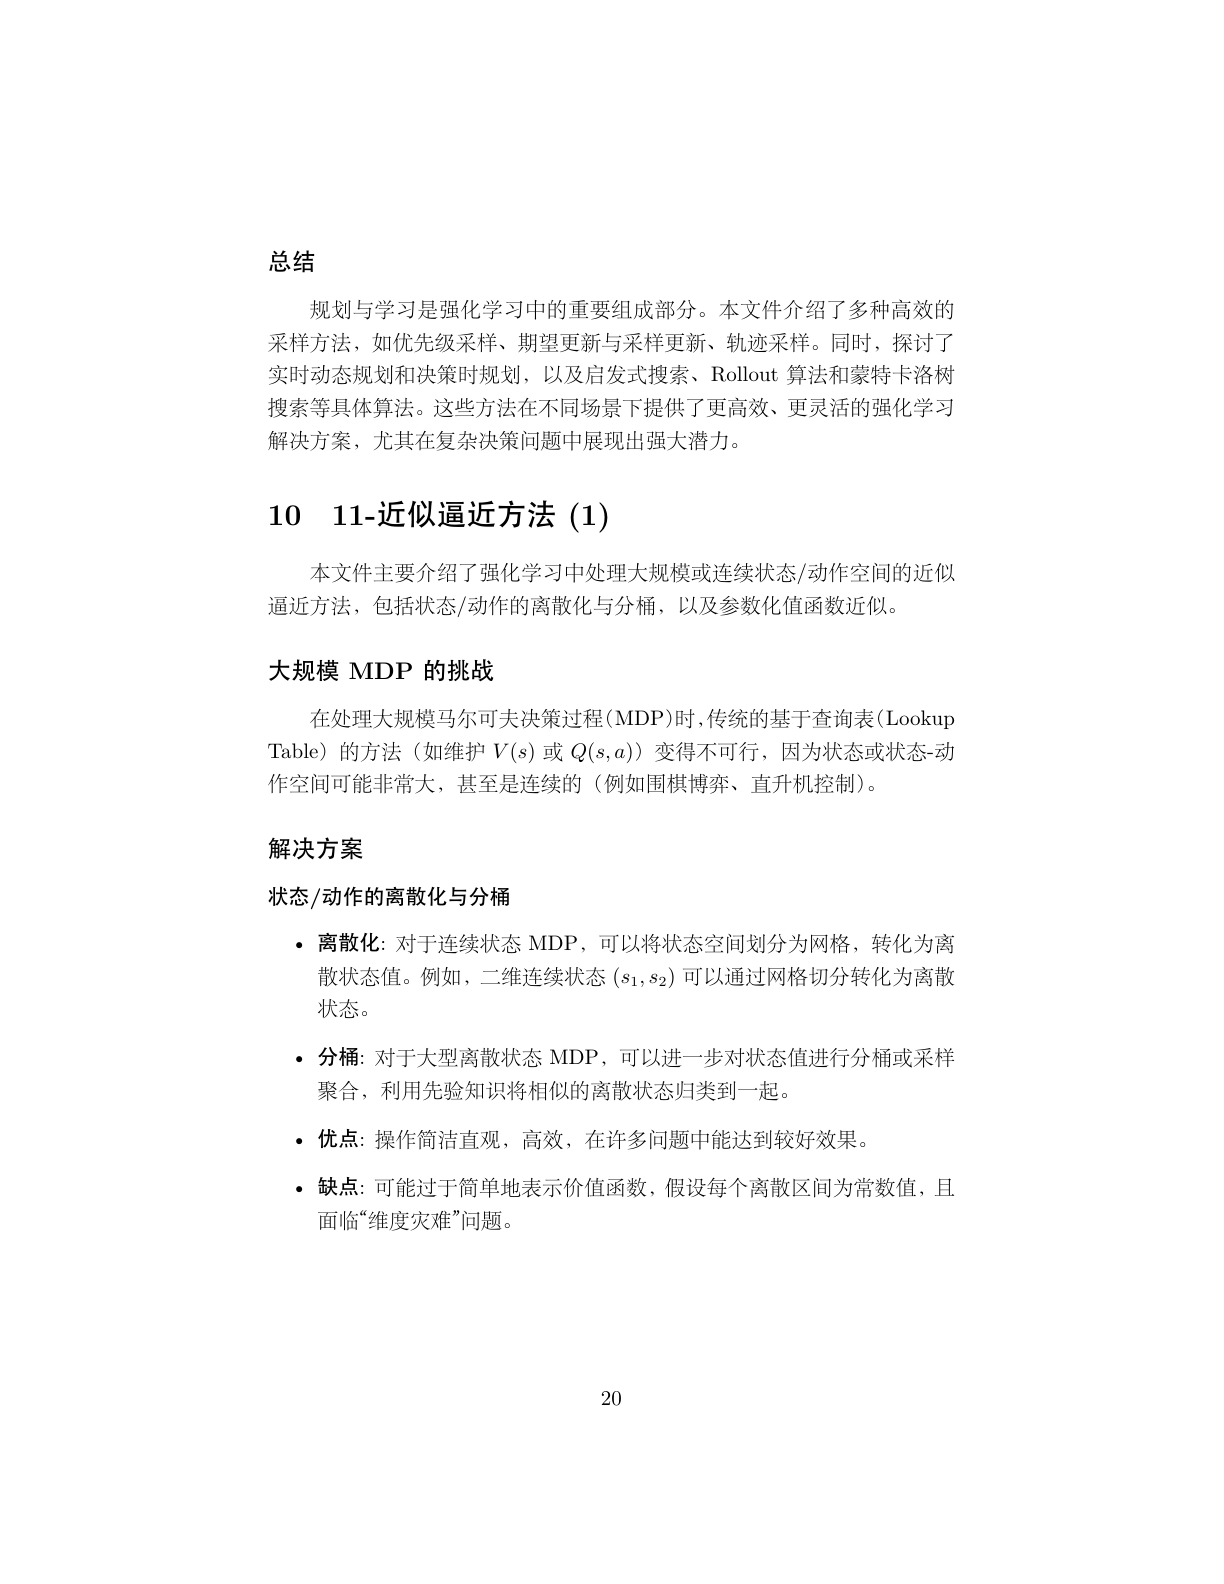 总结
规划与学习是强化学习中的重要组成部分。本文件介绍了多种高效的
采样方法，如优先级采样、期望更新与采样更新、轨迹采样。同时，探讨了
实时动态规划和决策时规划，以及启发式搜索、Rollout 算法和蒙特卡洛树
搜索等具体算法。这些方法在不同场景下提供了更高效、更灵活的强化学习
解决方案，尤其在复杂决策问题中展现出强大潜力。
10 11-近似逼近方法 (1)
本文件主要介绍了强化学习中处理大规模或连续状态/动作空间的近似
逼近方法，包括状态/动作的离散化与分桶，以及参数化值函数近似。
大规模 MDP 的挑战
在处理大规模马尔可夫决策过程（MDP）时，传统的基于查询表（Lookup
Table）的方法（如维护 V(s) 或 Q(s, a)）变得不可行，因为状态或状态-动
作空间可能非常大，甚至是连续的（例如围棋博弈、直升机控制）。
解决方案
状态/动作的离散化与分桶
• 离散化: 对于连续状态 MDP，可以将状态空间划分为网格，转化为离
散状态值。例如，二维连续状态 (s₁, s₂) 可以通过网格切分转化为离散
状态。
• 分桶: 对于大型离散状态 MDP，可以进一步对状态值进行分桶或采样
聚合，利用先验知识将相似的离散状态归类到一起。
• 优点: 操作简洁直观，高效，在许多问题中能达到较好效果。
• 缺点: 可能过于简单地表示价值函数，假设每个离散区间为常数值，且
面临“维度灾难”问题。
20